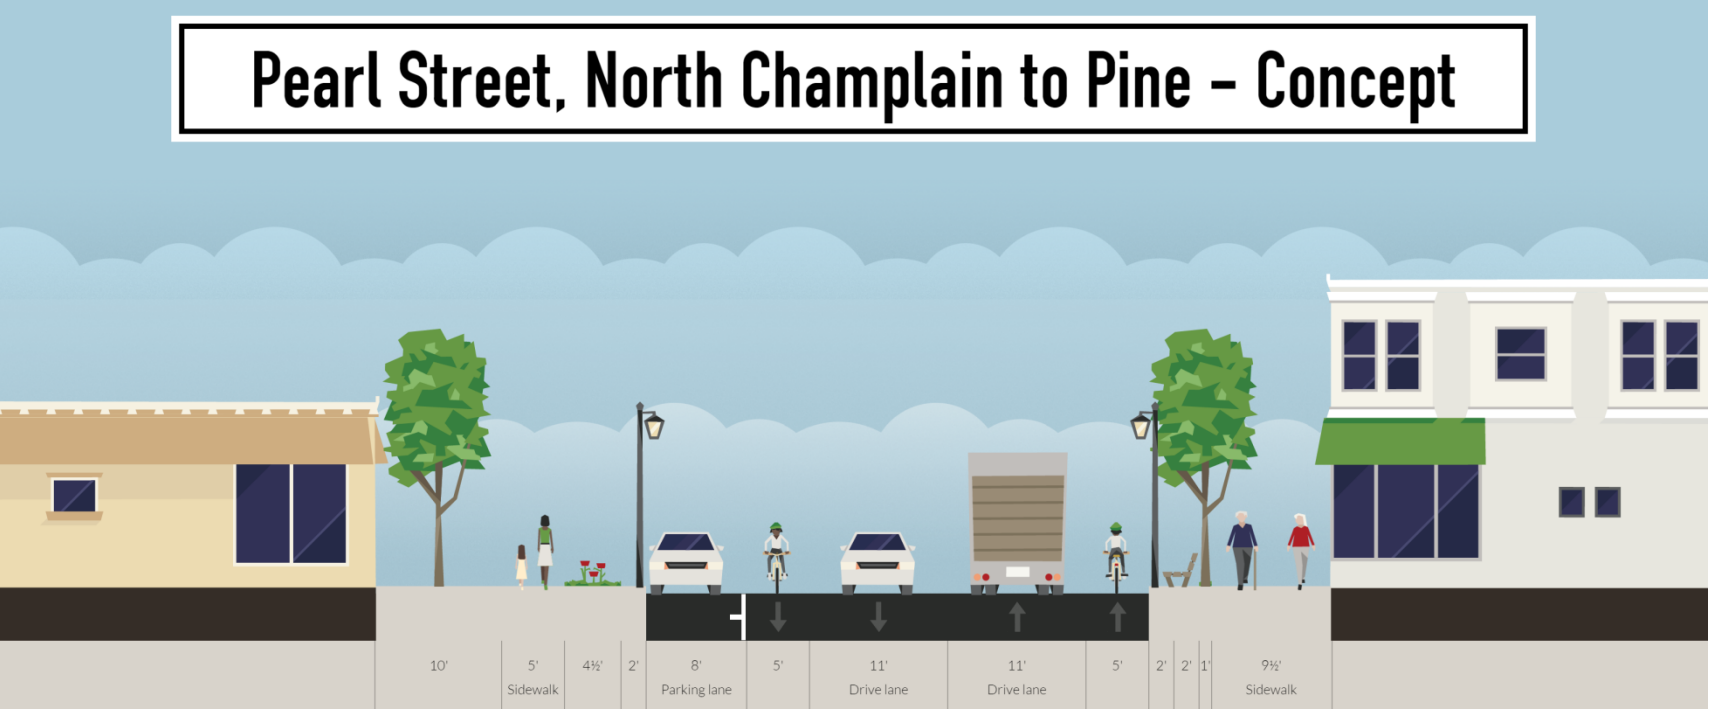 Pearl Street, North Champlain to Pine – Concept
10' 5' 4½' 2' 8' 5' 11' 11' 5' 2' 2' 1' 9½'
Sidewalk Parking lane Drive lane Drive lane Sidewalk